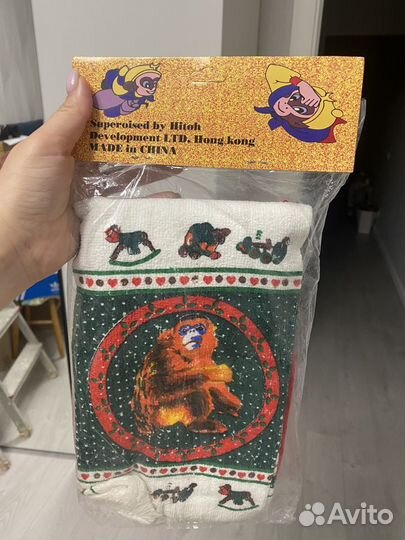 Superoised by Hitoh
Development LTD. Hong kong
MADE in CHINA
Avito